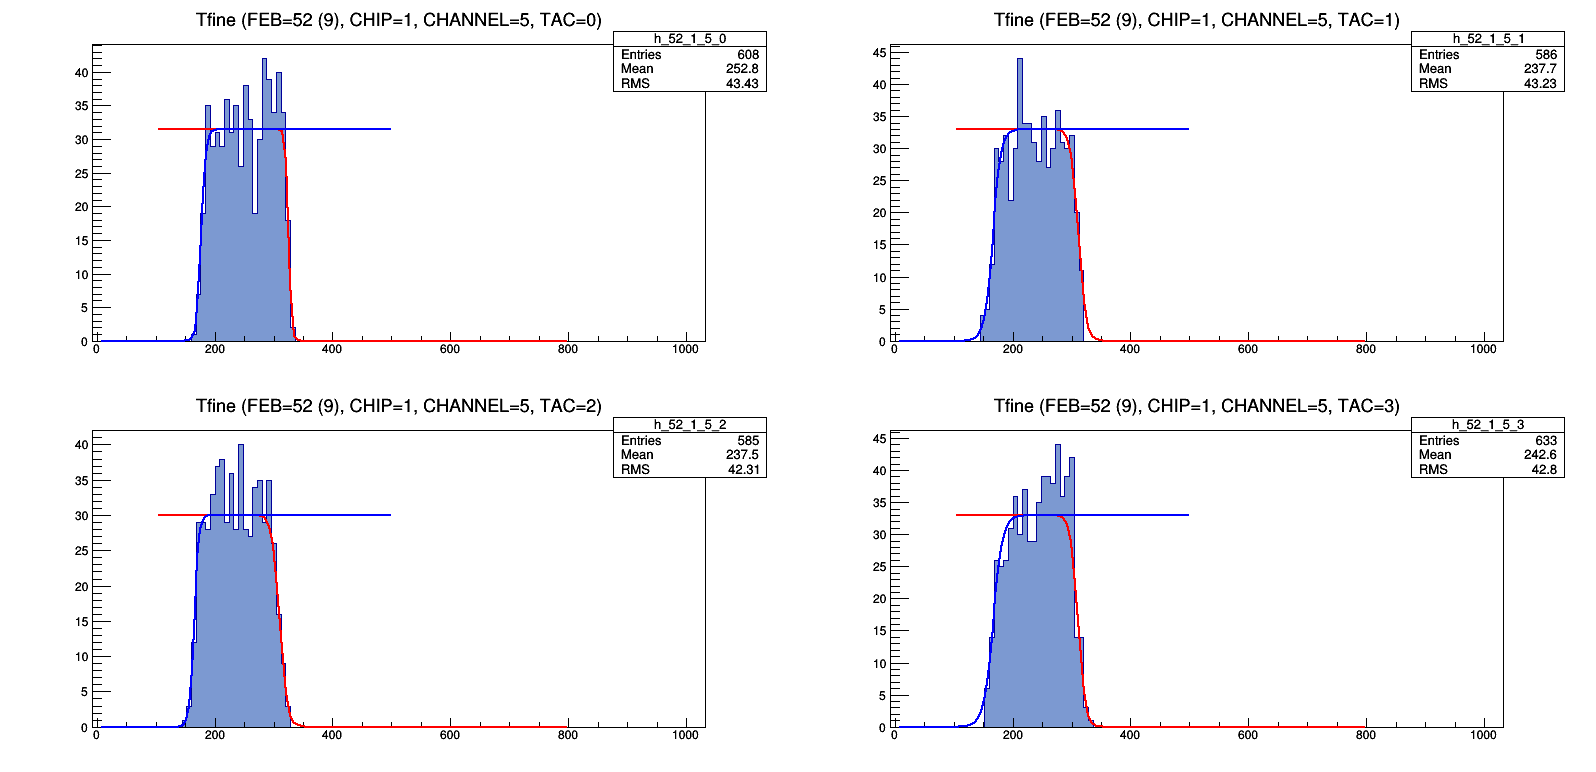 Tfine (FEB=52 (9), CHIP=1, CHANNEL=5, TAC=0)
h_52_1_5_0
Entries 608
Mean 252.8
RMS 43.43
40
35
30
25
20
15
10
5
0
0 200 400 600 800 1000
Tfine (FEB=52 (9), CHIP=1, CHANNEL=5, TAC=1)
h_52_1_5_1
Entries 586
Mean 237.7
RMS 43.23
45
40
35
30
25
20
15
10
5
0
0 200 400 600 800 1000
Tfine (FEB=52 (9), CHIP=1, CHANNEL=5, TAC=2)
h_52_1_5_2
Entries 585
Mean 237.5
RMS 42.31
40
35
30
25
20
15
10
5
0
0 200 400 600 800 1000
Tfine (FEB=52 (9), CHIP=1, CHANNEL=5, TAC=3)
h_52_1_5_3
Entries 633
Mean 242.6
RMS 42.8
45
40
35
30
25
20
15
10
5
0
0 200 400 600 800 1000